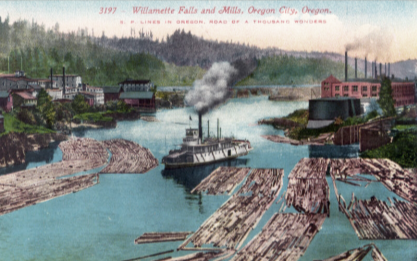 3197 - Willamette Falls and Mills, Oregon City, Oregon.
S. P. LINES IN OREGON, ROAD OF A THOUSAND WONDERS